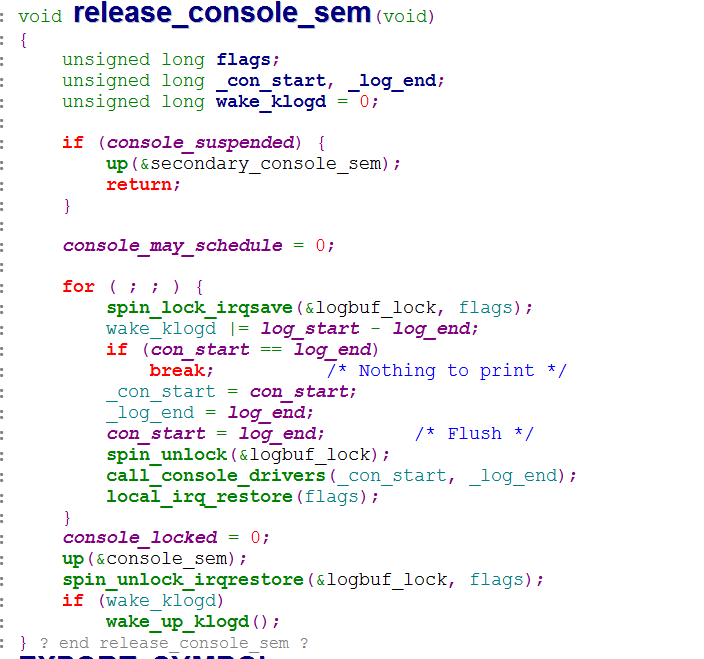 : void release_console_sem(void)
: {
:     unsigned long flags;
:     unsigned long _con_start, _log_end;
:     unsigned long wake_klogd = 0;
:
:     if (console_suspended) {
:         up(&secondary_console_sem);
:         return;
:     }
:
:     console_may_schedule = 0;
:
:     for ( ; ; ) {
:         spin_lock_irqsave(&logbuf_lock, flags);
:         wake_klogd |= log_start - log_end;
:         if (con_start == log_end)
:             break;          /* Nothing to print */
:         _con_start = con_start;
:         _log_end = log_end;
:         con_start = log_end;        /* Flush */
:         spin_unlock(&logbuf_lock);
:         call_console_drivers(_con_start, _log_end);
:         local_irq_restore(flags);
:     }
:     console_locked = 0;
:     up(&console_sem);
:     spin_unlock_irqrestore(&logbuf_lock, flags);
:     if (wake_klogd)
:         wake_up_klogd();
: } ? end release_console_sem ?